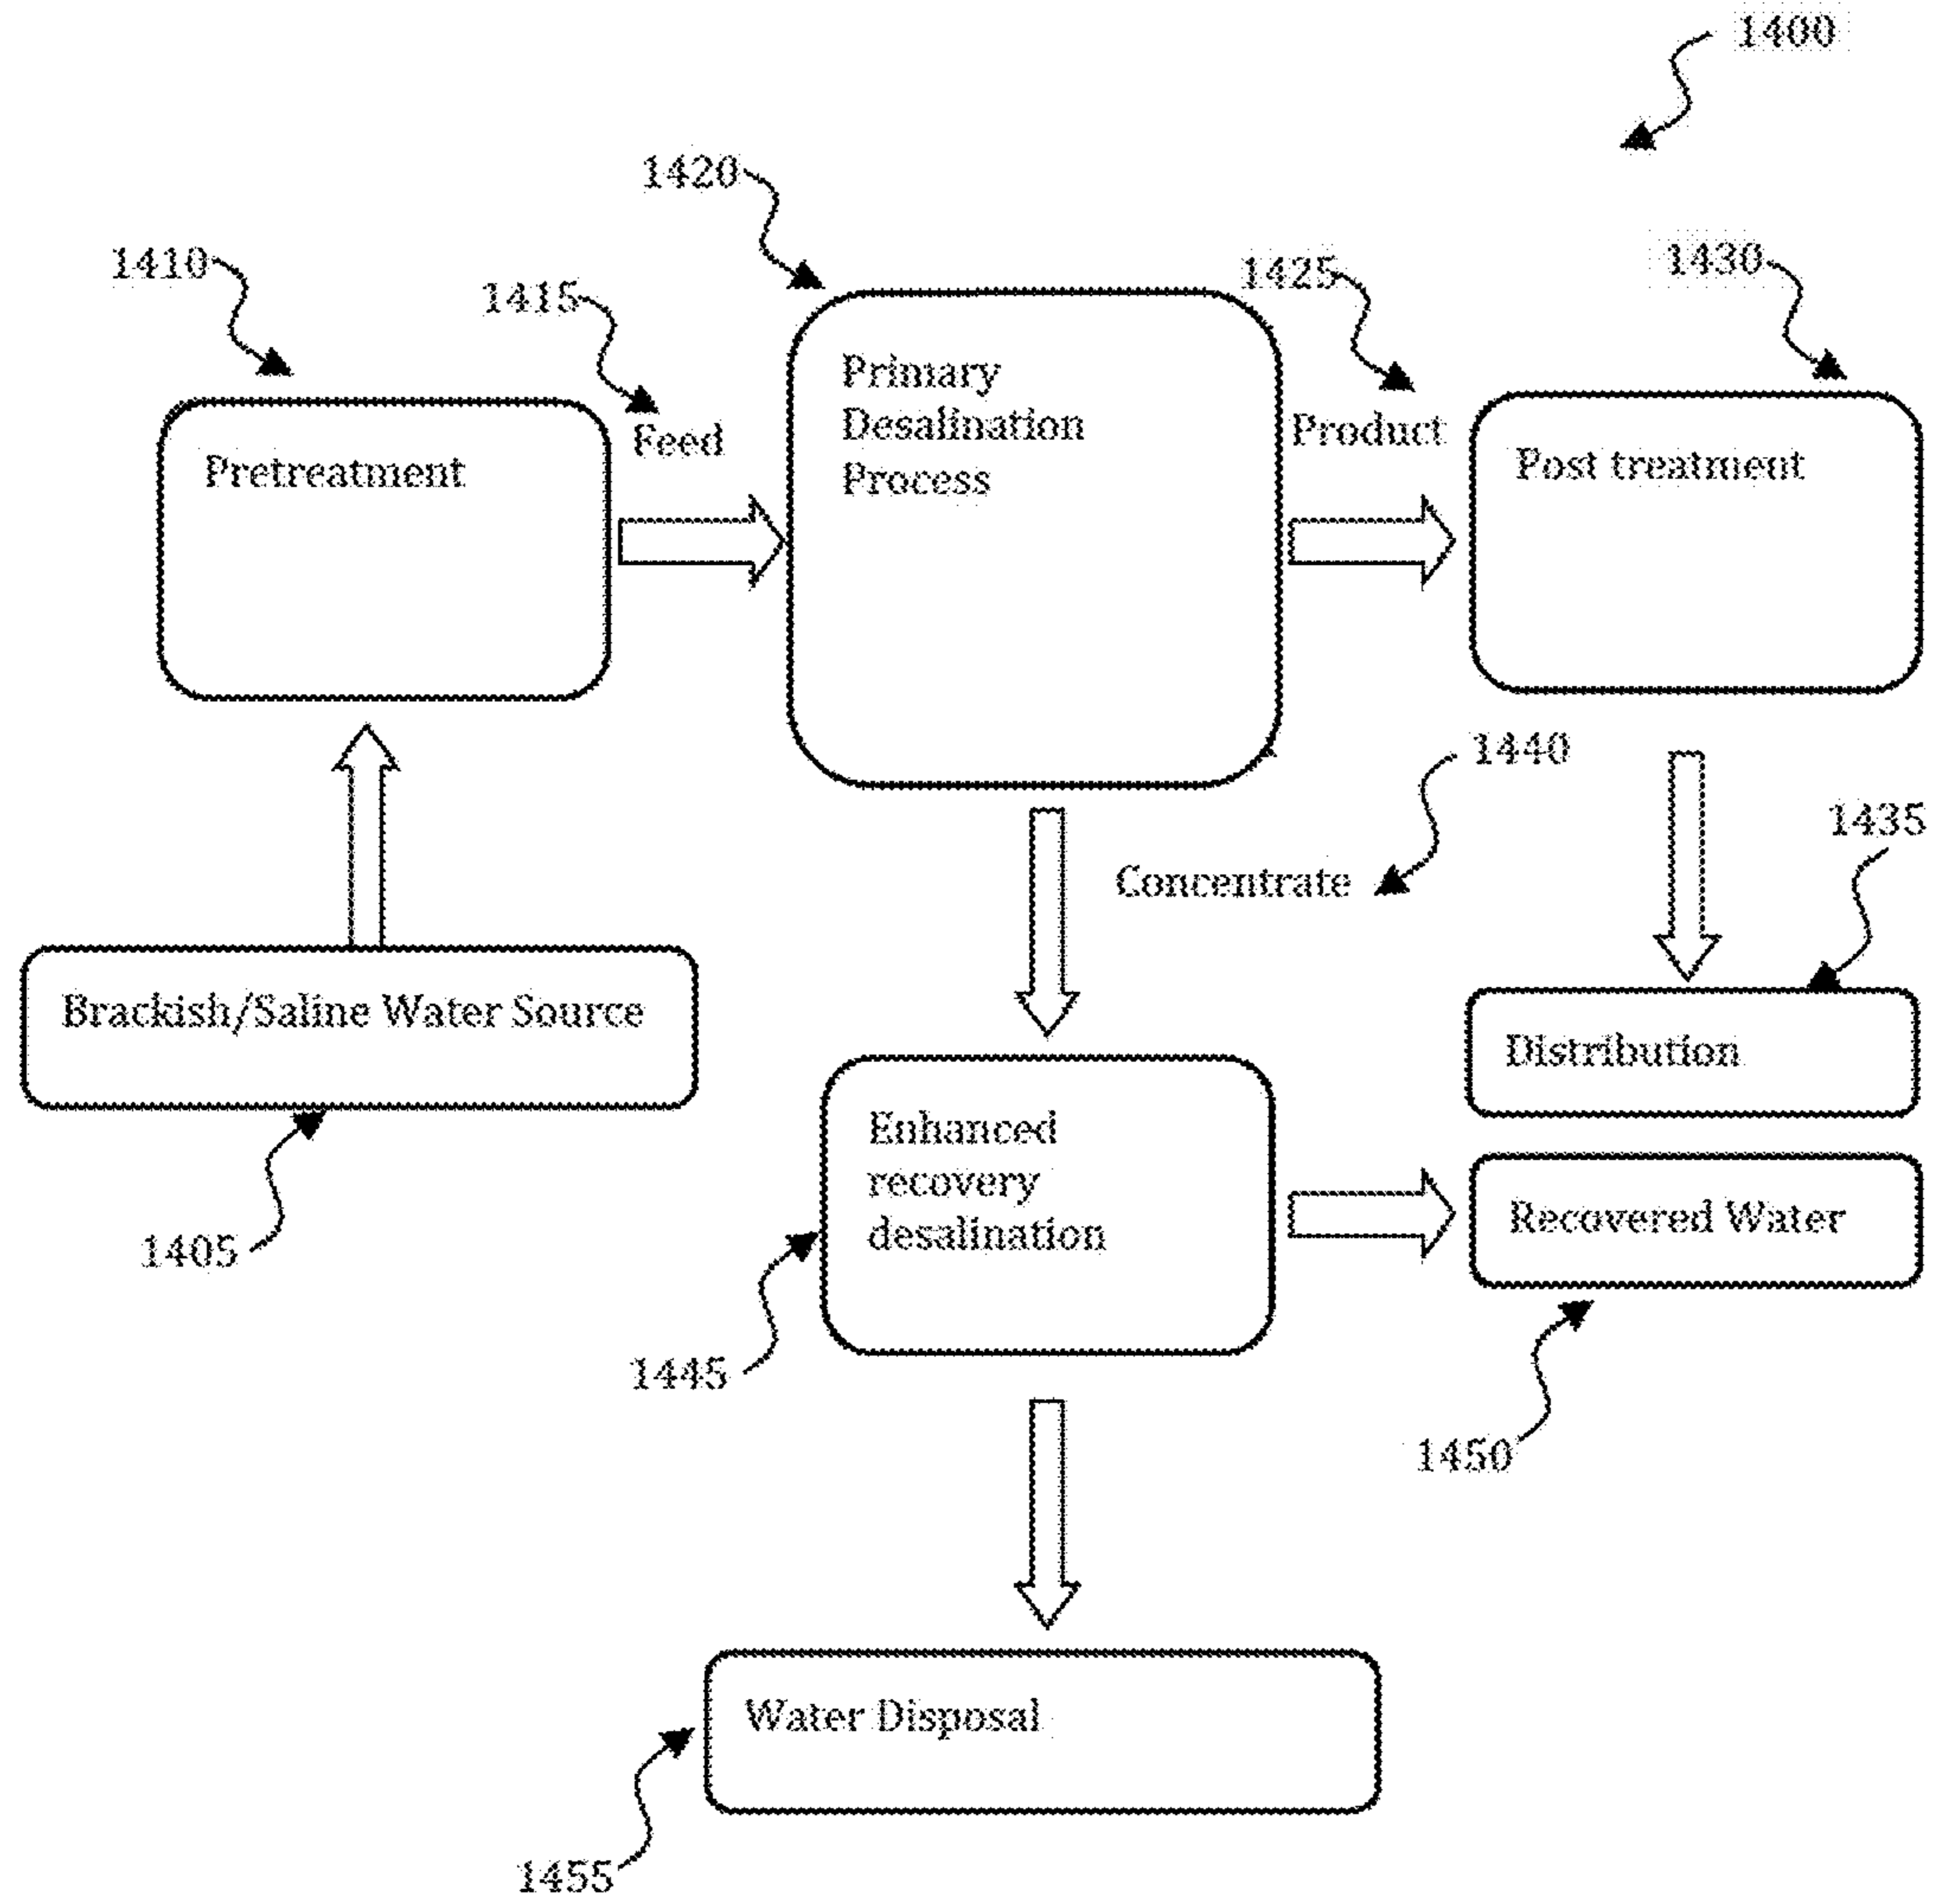 1400
1420
1410
1415
1425
1430
Primary
Desalination
Process
Feed
Product
Pretreatment
Post treatment
1440
1435
Concentrate
Brackish/Saline Water Source
Distribution
Enhanced
recovery
desalination
Recovered Water
1405
1445
1450
Water Disposal
1455